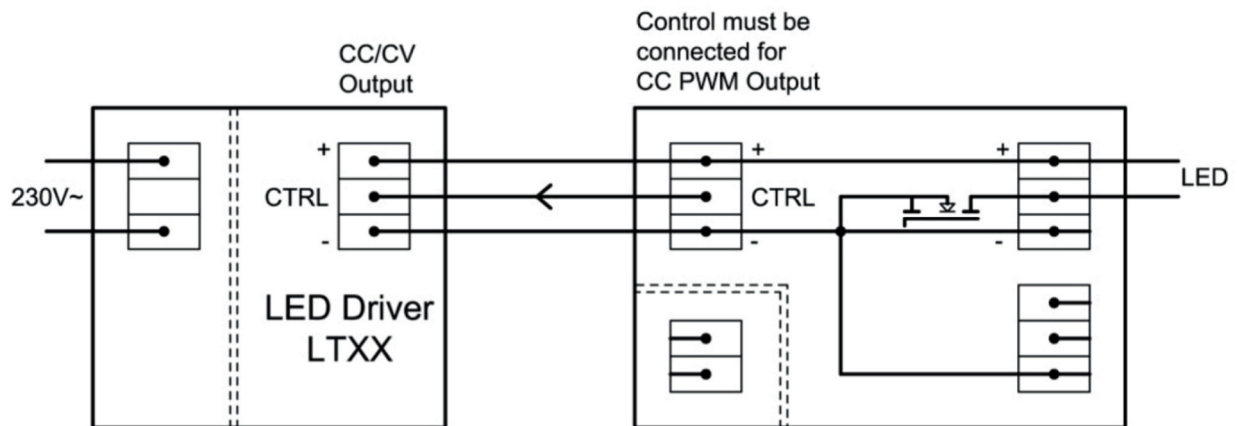 Control must be
connected for
CC PWM Output
CC/CV
Output
+
+
+
230V~
CTRL
CTRL
LED
-
-
-
LED Driver
LTXX